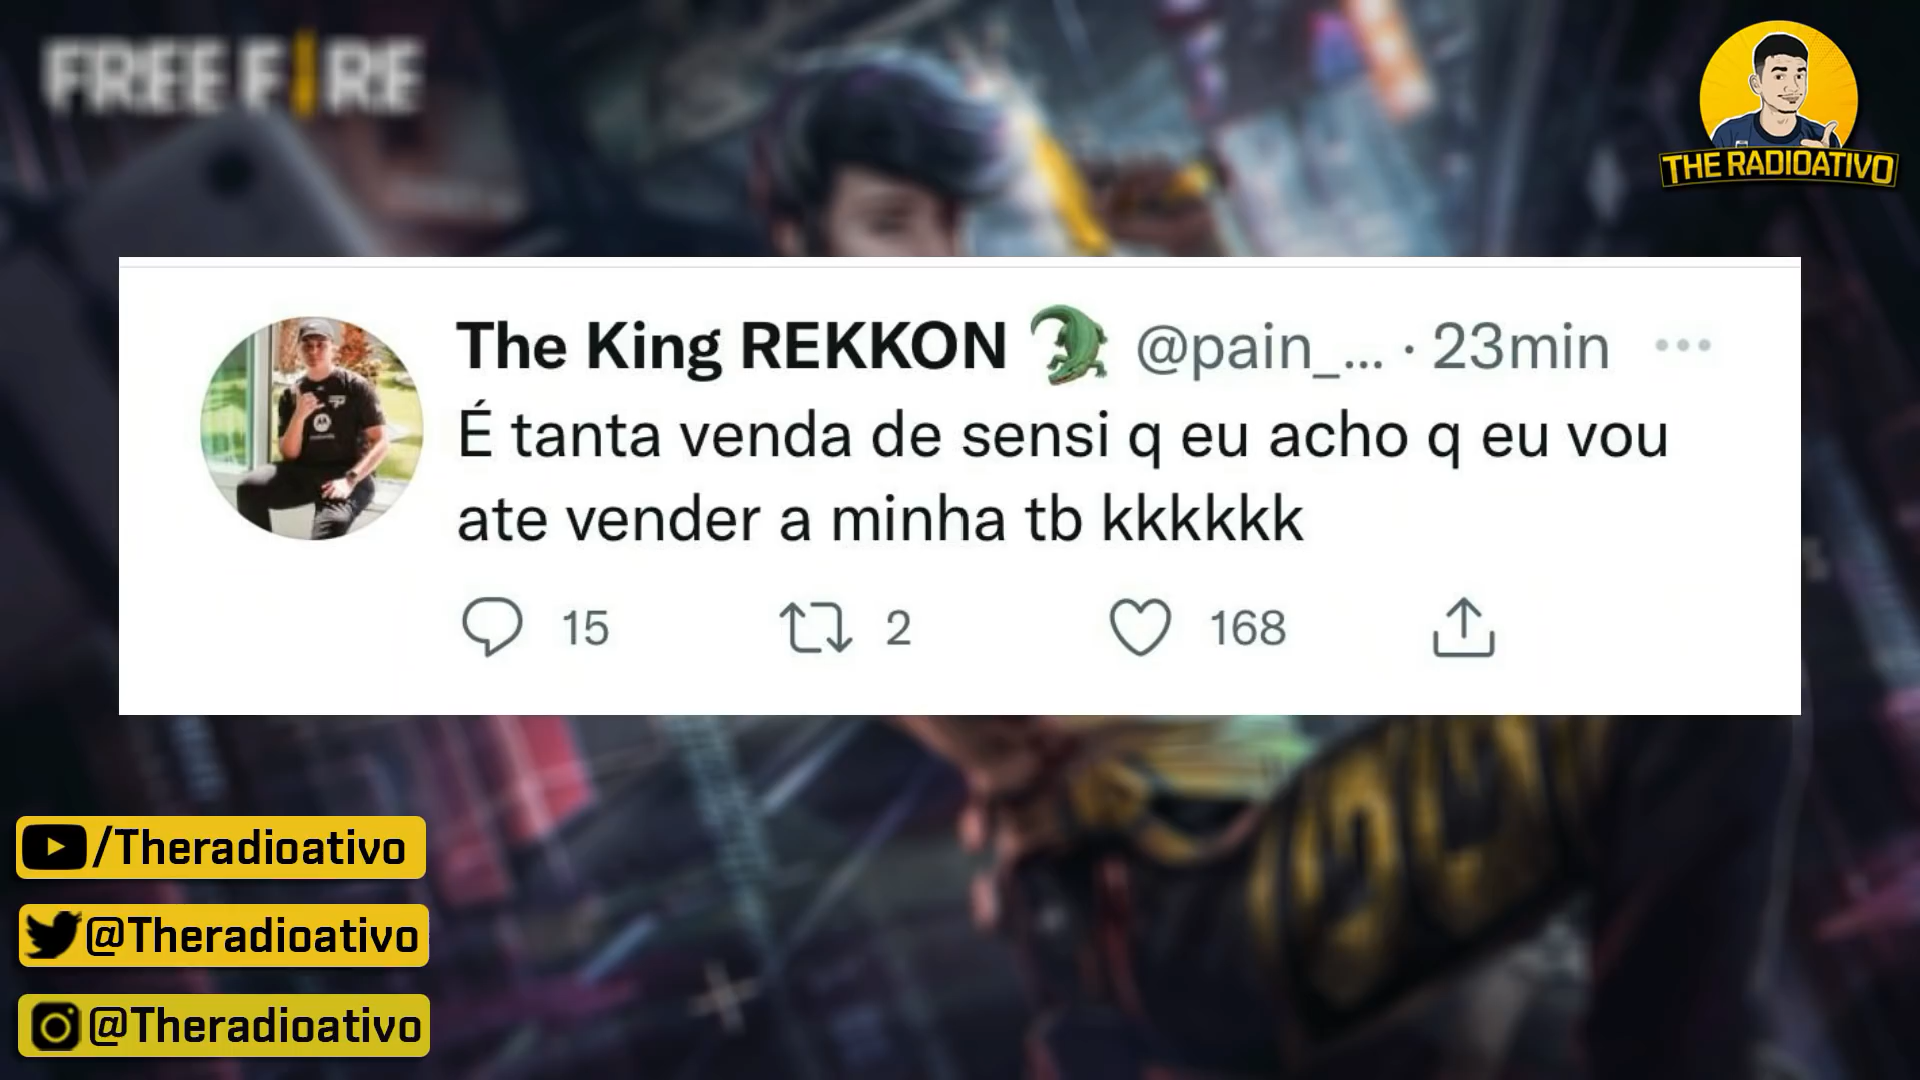 FREE FIRE
THE RADIOATIVO
The King REKKON 🐊 @pain_... · 23min ...
É tanta venda de sensi q eu acho q eu vou
ate vender a minha tb kkkkkk
15 2 168
/Theradioativo
@Theradioativo
@Theradioativo